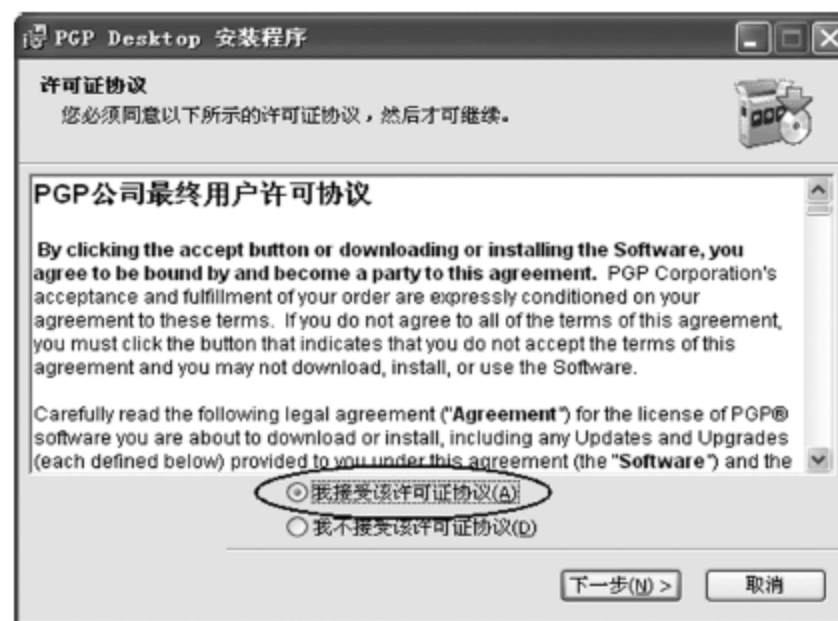 PGP Desktop 安装程序
许可证协议
您必须同意以下所示的许可证协议，然后才可继续。
PGP公司最终用户许可协议
By clicking the accept button or downloading or installing the Software, you
agree to be bound by and become a party to this agreement. PGP Corporation's
acceptance and fulfillment of your order are expressly conditioned on your
agreement to these terms. If you do not agree to all of the terms of this agreement,
you must click the button that indicates that you do not accept the terms of this
agreement and you may not download, install, or use the Software.
Carefully read the following legal agreement ("Agreement") for the license of PGP®
software you are about to download or install, including any Updates and Upgrades
(each defined below) provided to you under this agreement (the "Software") and the
我接受该许可证协议(A)
我不接受该许可证协议(D)
下一步(N) >
取消